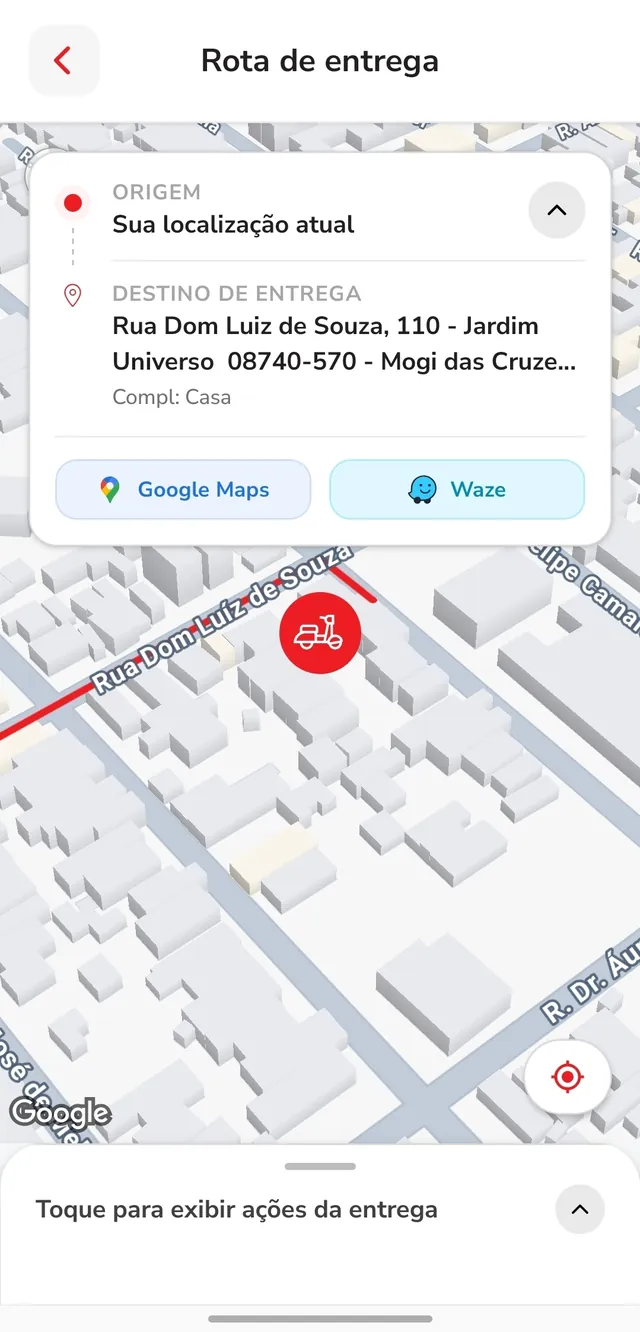 Rota de entrega
ORIGEM
Sua localização atual
DESTINO DE ENTREGA
Rua Dom Luiz de Souza, 110 - Jardim
Universo 08740-570 - Mogi das Cruze...
Compl: Casa
Google Maps
Waze
Rua Dom Luíz de Souza
R. Dr.
Google
Toque para exibir ações da entrega